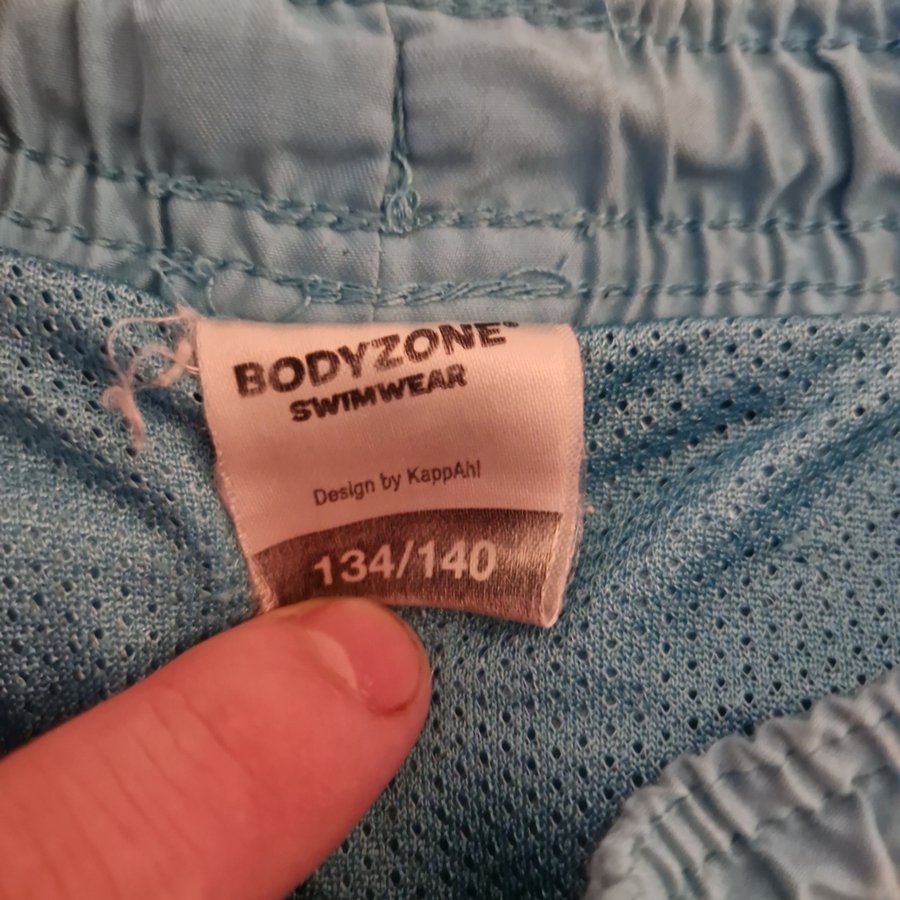 BODYZONE®
SWIMWEAR
Design by KappAhl
134/140